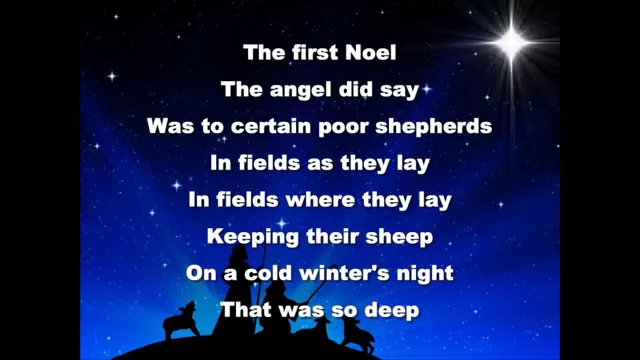 The first Noel
The angel did say
Was to certain poor shepherds
In fields as they lay
In fields where they lay
Keeping their sheep
On a cold winter's night
That was so deep